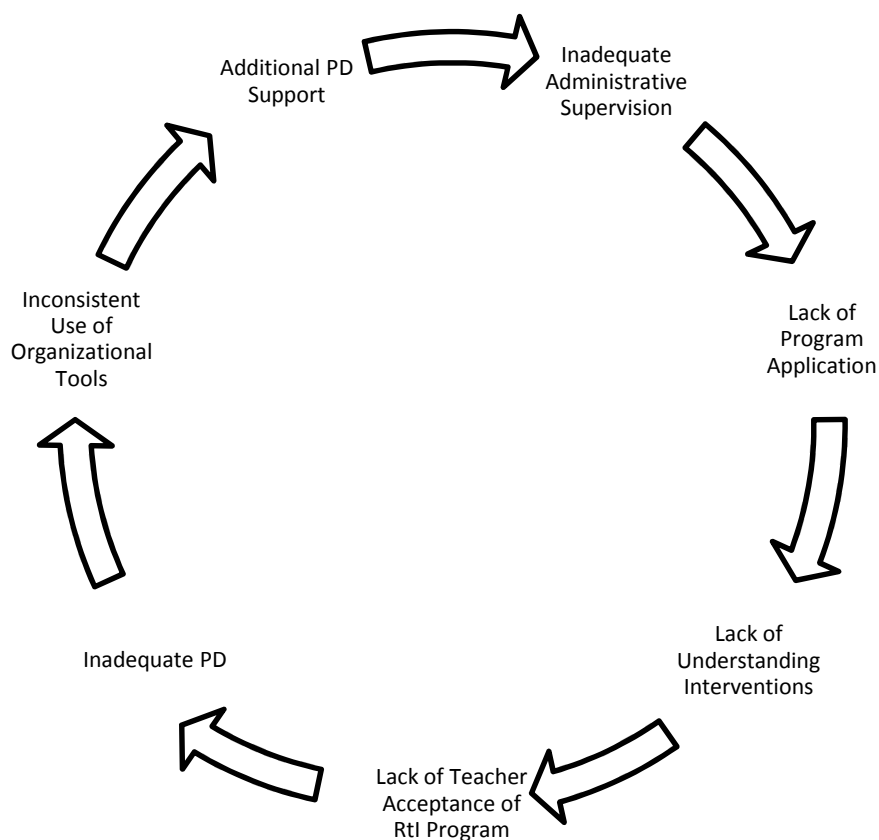 Additional PD
Support
Inadequate
Administrative
Supervision
Lack of
Program
Application
Lack of
Understanding
Interventions
Lack of Teacher
Acceptance of
RtI Program
Inadequate PD
Inconsistent
Use of
Organizational
Tools